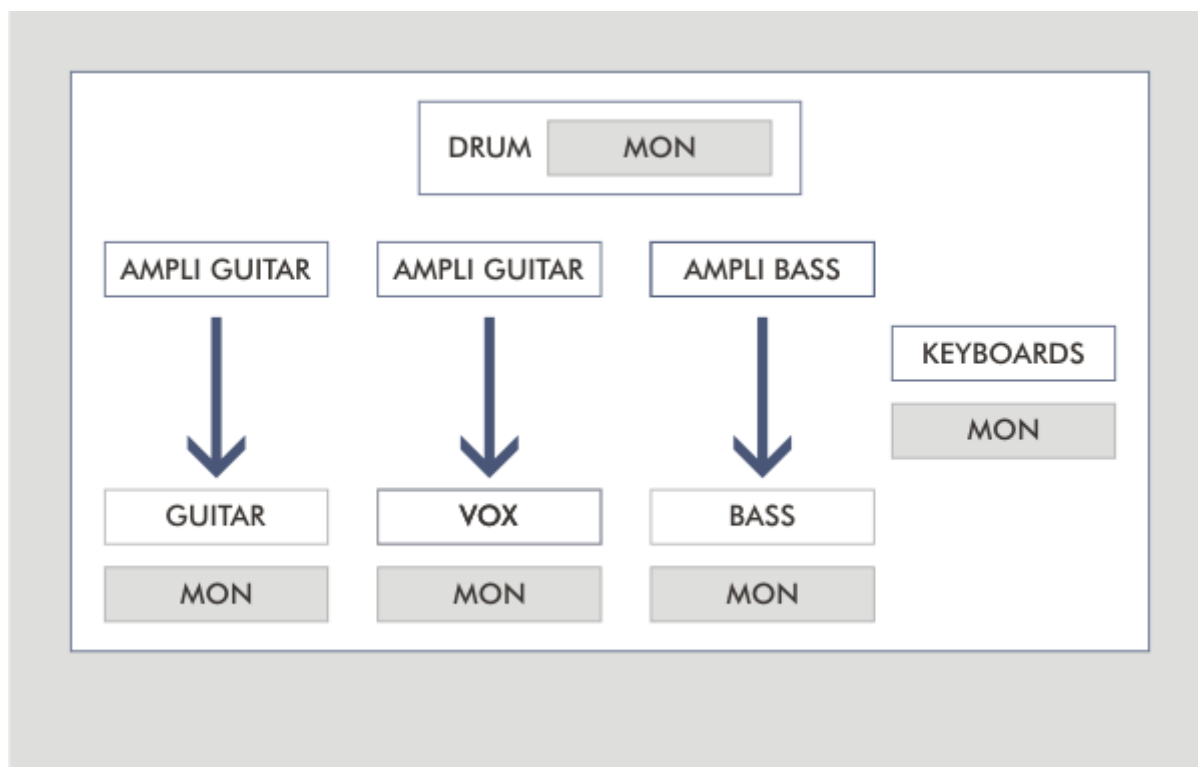 DRUM MON
AMPLI GUITAR AMPLI GUITAR AMPLI BASS
KEYBOARDS
MON
GUITAR VOX BASS
MON MON MON